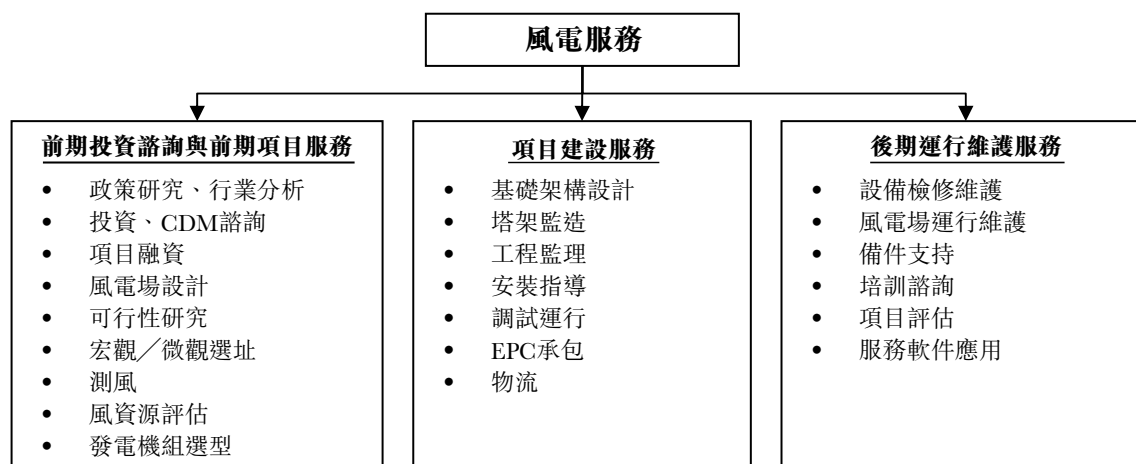 風電服務
前期投資諮詢與前期項目服務
• 政策研究、行業分析
• 投資、CDM諮詢
• 項目融資
• 風電場設計
• 可行性研究
• 宏觀／微觀選址
• 測風
• 風資源評估
• 發電機組選型
項目建設服務
• 基礎架構設計
• 塔架監造
• 工程監理
• 安裝指導
• 調試運行
• EPC承包
• 物流
後期運行維護服務
• 設備檢修維護
• 風電場運行維護
• 備件支持
• 培訓諮詢
• 項目評估
• 服務軟件應用